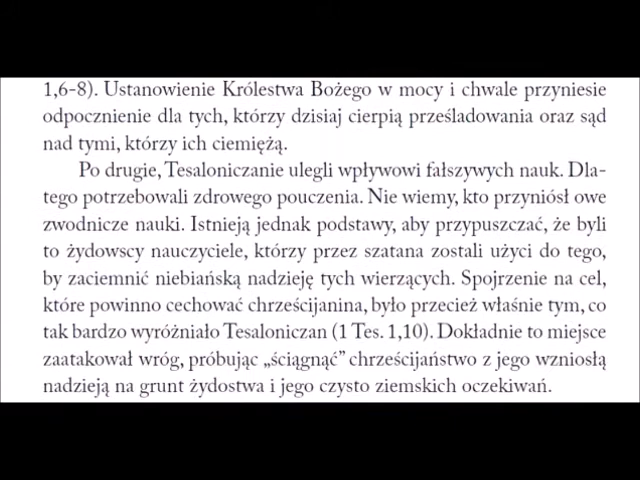 1,6-8). Ustanowienie Królestwa Bożego w mocy i chwale przyniesie
odpocznienie dla tych, którzy dzisiaj cierpią prześladowania oraz sąd
nad tymi, którzy ich ciemiężą.
Po drugie, Tesaloniczanie ulegli wpływowi fałszywych nauk. Dla-
tego potrzebowali zdrowego pouczenia. Nie wiemy, kto przyniósł owe
zwodnicze nauki. Istnieją jednak podstawy, aby przypuszczać, że byli
to żydowscy nauczyciele, którzy przez szatana zostali użyci do tego,
by zaciemnić niebiańską nadzieję tych wierzących. Spojrzenie na cel,
które powinno cechować chrześcijanina, było przecież właśnie tym, co
tak bardzo wyróżniało Tesaloniczan (1 Tes. 1,10). Dokładnie to miejsce
zaatakował wróg, próbując „ściągnąć” chrześcijaństwo z jego wzniosłą
nadzieją na grunt żydostwa i jego czysto ziemskich oczekiwań.